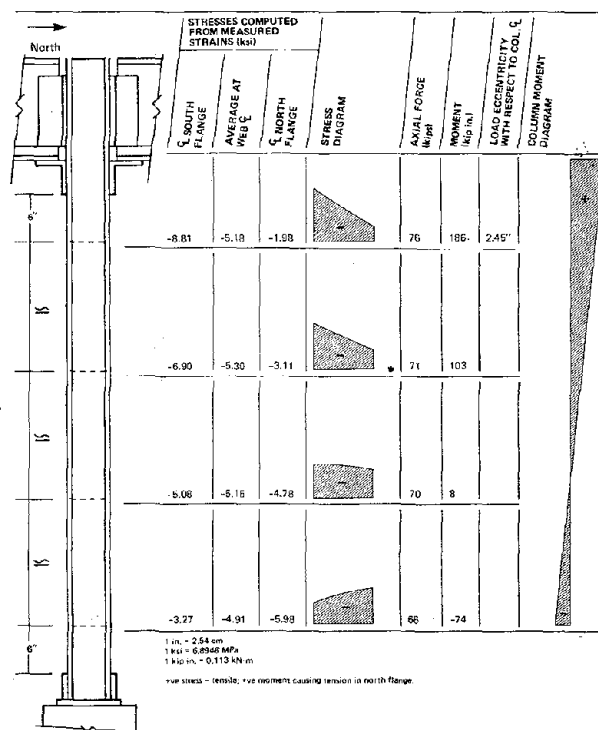 North
STRESSES COMPUTED
FROM MEASURED
STRAINS (ksi)
℄ SOUTH
FLANGE
AVERAGE AT
WEB ℄
℄ NORTH
FLANGE
STRESS
DIAGRAM
AXIAL FORCE
(kips)
MOMENT
(kip in.)
LOAD ECCENTRICITY
WITH RESPECT TO COL. ℄
COLUMN MOMENT
DIAGRAM
+
6"
-8.81 -5.18 -1.98 76 186 2.45"
-6.90 -5.30 -3.11 * 71 103
-5.06 -5.16 -4.78 70 8
-3.27 -4.91 -5.98 66 -74
6"
1 in. = 2.54 cm
1 ksi = 6.8948 MPa
1 kip in. = 0.113 kN·m
+ve stress – tensile; +ve moment causing tension in north flange.